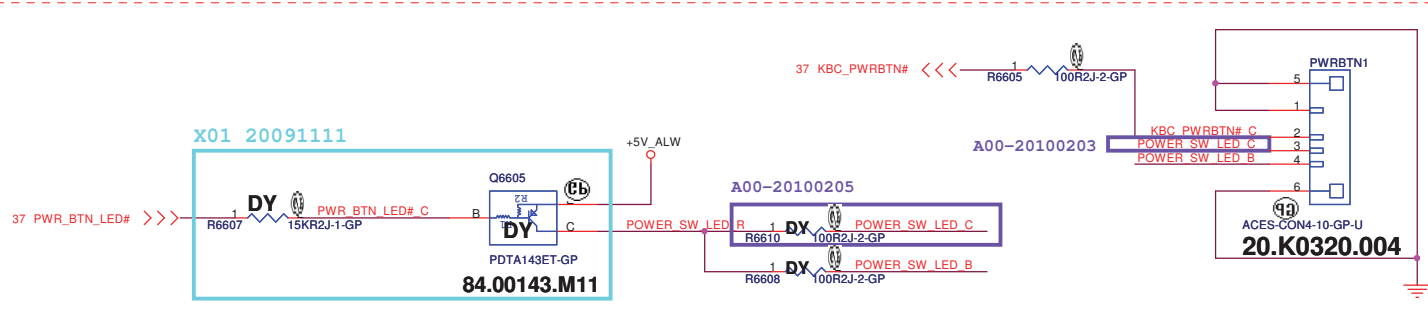 37 KBC_PWRBTN#
1
R6605
100R2J-2-GP
PWRBTN1
5
1
KBC_PWRBTN#_C
2
A00-20100203
POWER_SW_LED_C
3
POWER_SW_LED_B
4
6
ACES-CON4-10-GP-U
20.K0320.004
X01 20091111
+5V_ALW
37 PWR_BTN_LED#
1
DY
R6607
15KR2J-1-GP
PWR_BTN_LED#_C
Q6605
B
R2
R1
E
C
DY
PDTA143ET-GP
84.00143.M11
POWER_SW_LED_R
A00-20100205
1
DY
R6610
100R2J-2-GP
POWER_SW_LED_C
1
DY
R6608
100R2J-2-GP
POWER_SW_LED_B